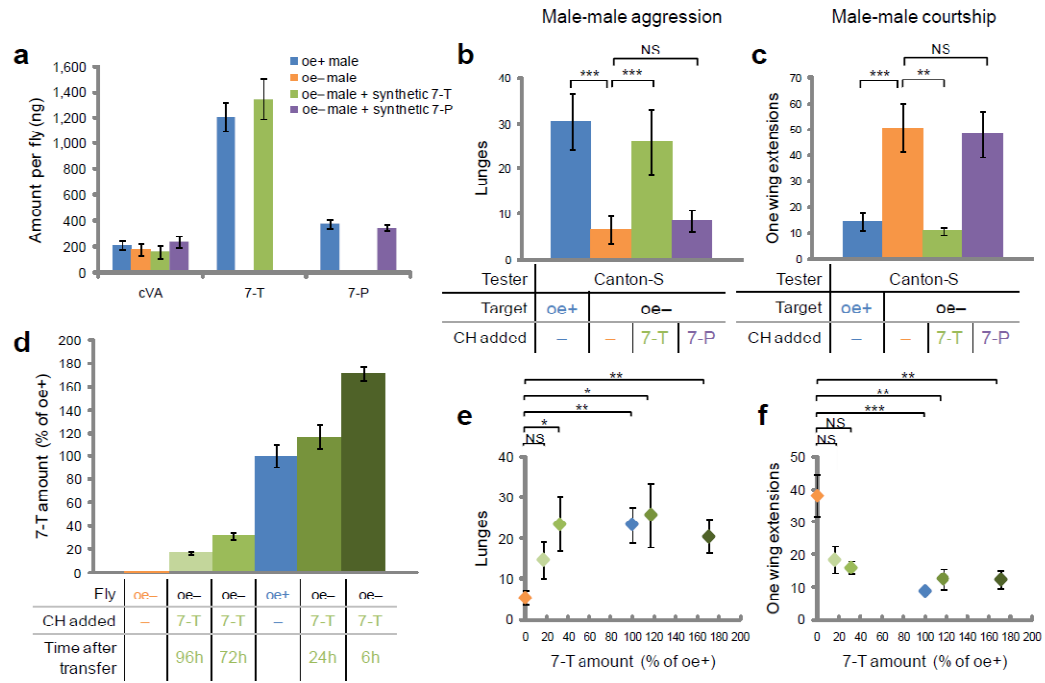 Male-male aggression
Male-male courtship
a
oe+ male
oe– male
oe– male + synthetic 7-T
oe– male + synthetic 7-P
Amount per fly (ng)
1,600
1,400
1,200
1,000
800
600
400
200
0
cVA 7-T 7-P
b
NS
*** ***
Lunges
40
30
20
10
0
Tester Canton-S
Target oe+ oe–
CH added – – 7-T 7-P
c
NS
*** **
One wing extensions
70
60
50
40
30
20
10
0
Tester Canton-S
Target oe+ oe–
CH added – – 7-T 7-P
d
7-T amount (% of oe+)
200
180
160
140
120
100
80
60
40
20
0
Fly oe– oe– oe– oe+ oe– oe–
CH added – 7-T 7-T – 7-T 7-T
Time after
transfer
96h 72h 24h 6h
e
**
*
**
*
NS
Lunges
40
30
20
10
0
0 20 40 60 80 100 120 140 160 180 200
7-T amount (% of oe+)
f
**
**
***
NS
NS
One wing extensions
50
40
30
20
10
0
0 20 40 60 80 100 120 140 160 180 200
7-T amount (% of oe+)